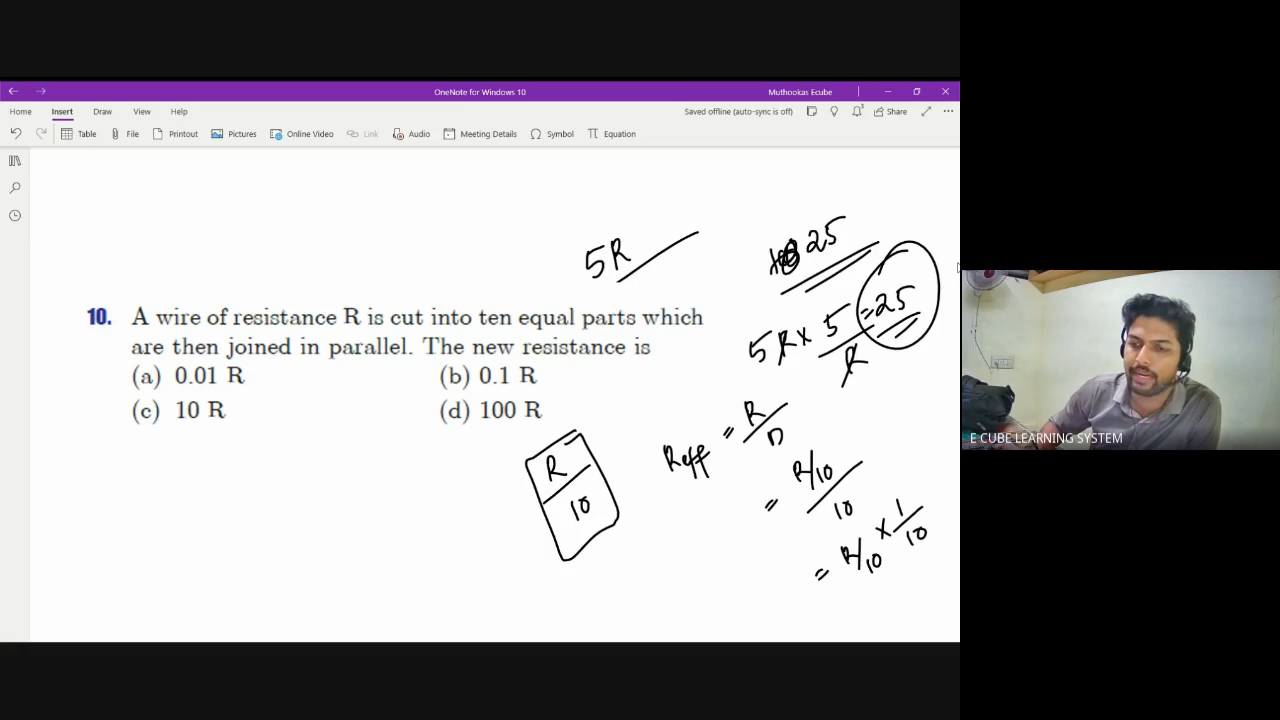 OneNote for Windows 10
Muthookas Ecube
Home Insert Draw View Help
Saved offline (auto-sync is off)
Share
Table File Printout Pictures Online Video Link Audio Meeting Details Symbol Equation
5R
25
5R × 5/R = 25
10. A wire of resistance R is cut into ten equal parts which
are then joined in parallel. The new resistance is
(a) 0.01 R (b) 0.1 R
(c) 10 R (d) 100 R
R/10
Reff = R/n
= R/10/10
= R/10 × 1/10
E CUBE LEARNING SYSTEM